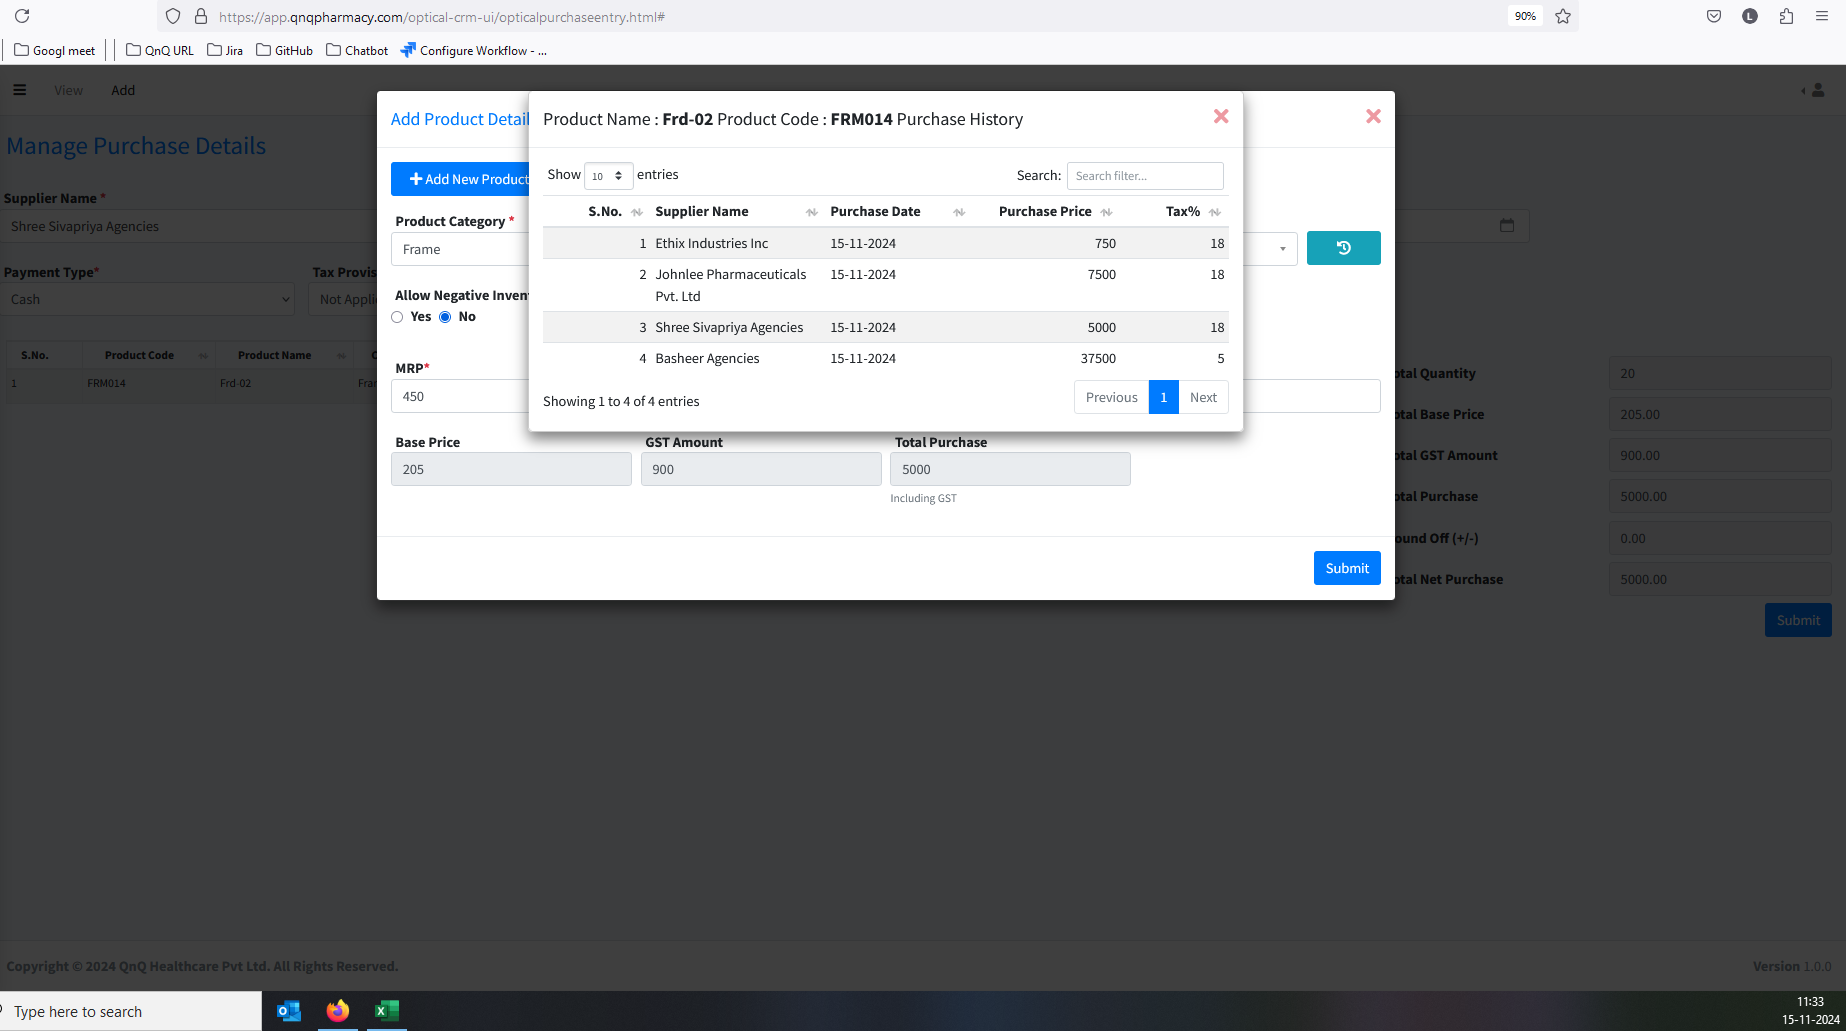 https://app.qnqpharmacy.com/optical-crm-ui/opticalpurchaseentry.html#
90%
L
Googl meet
QnQ URL
Jira
GitHub
Chatbot
Configure Workflow - ...
View
Add
Manage Purchase Details
Supplier Name *
Shree Sivapriya Agencies
Payment Type*
Tax Provis
Cash
Not Appli
S.No.
Product Code
Product Name
1
FRM014
Frd-02
Fran
Add Product Detail
Add New Product
Product Category *
Frame
Allow Negative Inven
Yes
No
MRP*
450
Base Price
GST Amount
Total Purchase
205
900
5000
Including GST
Submit
Product Name : Frd-02 Product Code : FRM014 Purchase History
Show 10 entries
Search: Search filter...
S.No. Supplier Name Purchase Date Purchase Price Tax%
1 Ethix Industries Inc 15-11-2024 750 18
2 Johnlee Pharmaceuticals 15-11-2024 7500 18
Pvt. Ltd
3 Shree Sivapriya Agencies 15-11-2024 5000 18
4 Basheer Agencies 15-11-2024 37500 5
Showing 1 to 4 of 4 entries
Previous 1 Next
otal Quantity 20
otal Base Price 205.00
otal GST Amount 900.00
otal Purchase 5000.00
ound Off (+/-) 0.00
otal Net Purchase 5000.00
Submit
Copyright © 2024 QnQ Healthcare Pvt Ltd. All Rights Reserved.
Version 1.0.0
Type here to search
11:33
15-11-2024